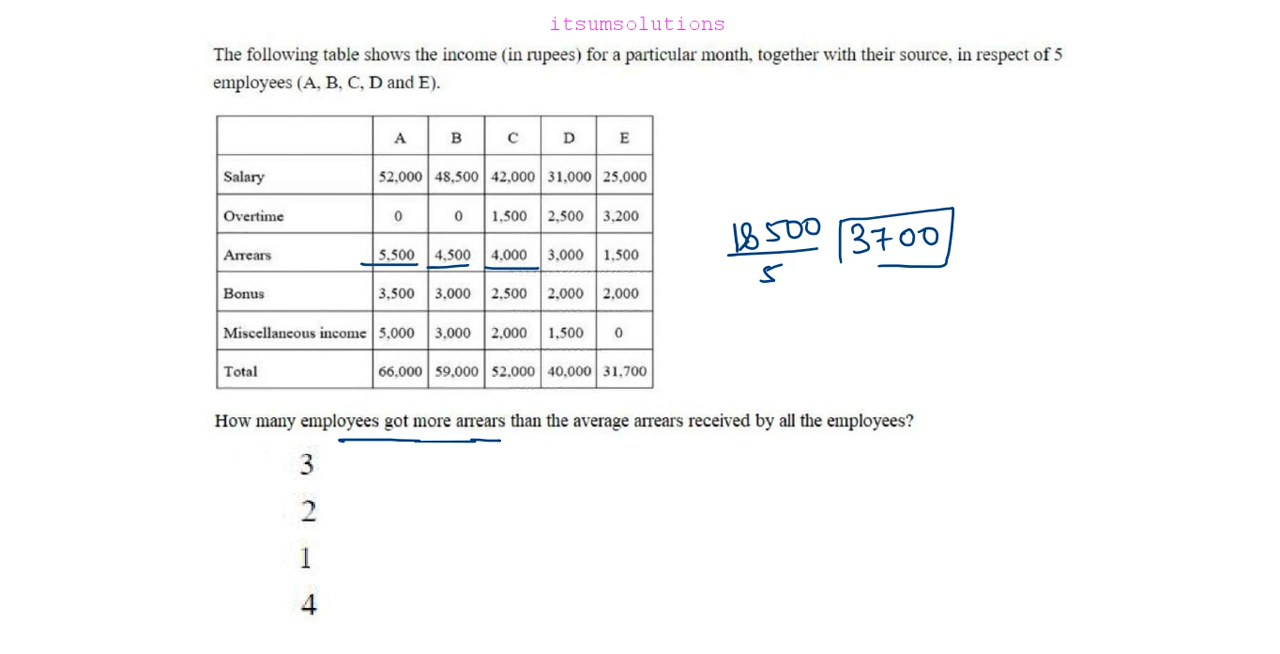 itsumsolutions
The following table shows the income (in rupees) for a particular month, together with their source, in respect of 5
employees (A, B, C, D and E).
A B C D E
Salary 52,000 48,500 42,000 31,000 25,000
Overtime 0 0 1,500 2,500 3,200
Arrears 5,500 4,500 4,000 3,000 1,500
Bonus 3,500 3,000 2,500 2,000 2,000
Miscellaneous income 5,000 3,000 2,000 1,500 0
Total 66,000 59,000 52,000 40,000 31,700
18500
5
3700
How many employees got more arrears than the average arrears received by all the employees?
3
2
1
4